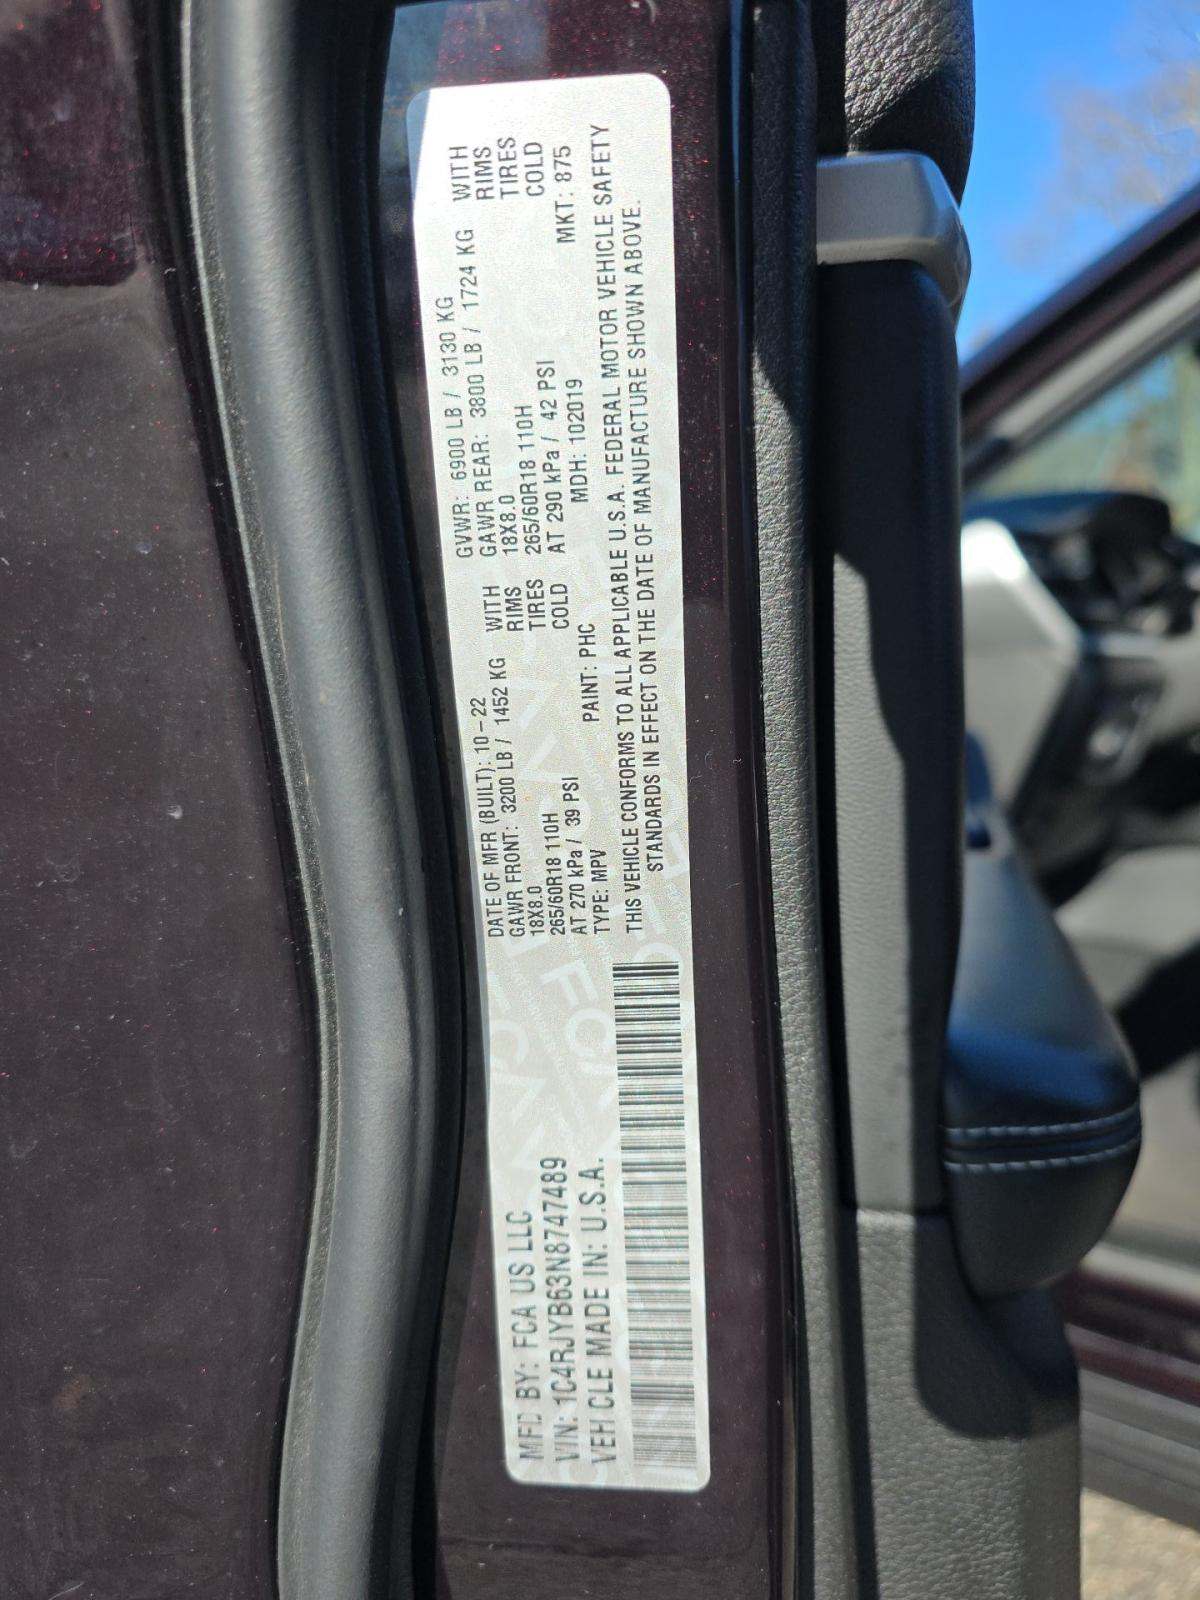 MFD BY: FCA US LLC
VIN: 1C4RJYB63N8747489
VEHICLE MADE IN: U.S.A.
DATE OF MFR (BUILT): 10-22
GAWR FRONT: 3200 LB / 1452 KG WITH
18X8.0 RIMS
265/60R18 110H TIRES
AT 270 kPa / 39 PSI COLD
TYPE: MPV PAINT: PHC
GVWR: 6900 LB / 3130 KG
GAWR REAR: 3800 LB / 1724 KG WITH
18X8.0 RIMS
265/60R18 110H TIRES
AT 290 kPa / 42 PSI COLD
MDH: 102019 MKT: 875
THIS VEHICLE CONFORMS TO ALL APPLICABLE U.S.A. FEDERAL MOTOR VEHICLE SAFETY
STANDARDS IN EFFECT ON THE DATE OF MANUFACTURE SHOWN ABOVE.